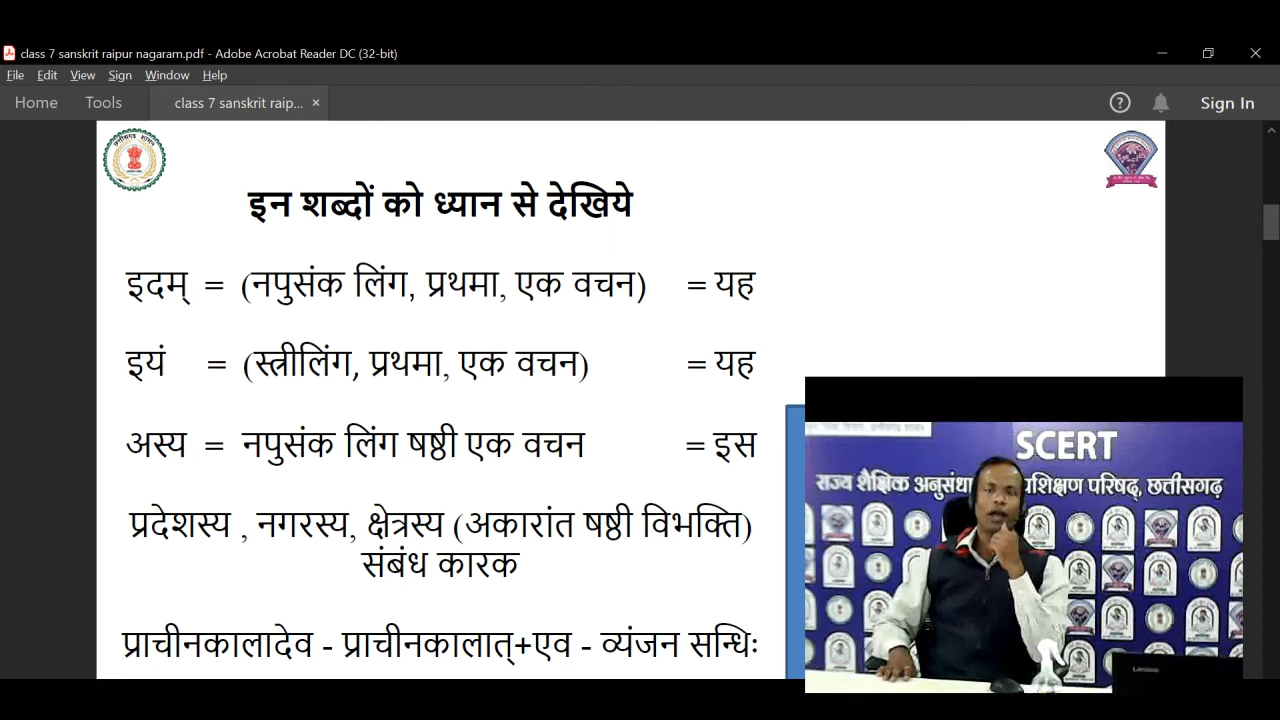 class 7 sanskrit raipur nagaram.pdf - Adobe Acrobat Reader DC (32-bit)
File Edit View Sign Window Help
Home Tools class 7 sanskrit raip... × Sign In
इन शब्दों को ध्यान से देखिये
इदम् = (नपुसंक लिंग, प्रथमा, एक वचन) = यह
इयं = (स्त्रीलिंग, प्रथमा, एक वचन) = यह
अस्य = नपुसंक लिंग षष्ठी एक वचन = इस
प्रदेशस्य , नगरस्य, क्षेत्रस्य (अकारांत षष्ठी विभक्ति)
संबंध कारक
प्राचीनकालादेव - प्राचीनकालात्+एव - व्यंजन सन्धिः
SCERT
राज्य शैक्षिक परिषद्, छत्तीसगढ़
Lenovo